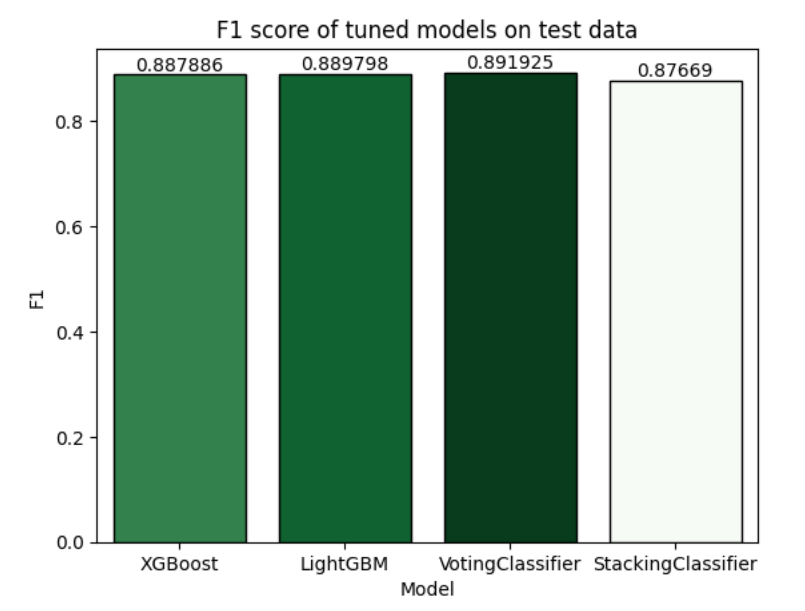 F1 score of tuned models on test data
0.887886 0.889798 0.891925 0.87669
0.8
0.6
0.4
0.2
0.0
F1
XGBoost LightGBM VotingClassifier StackingClassifier
Model